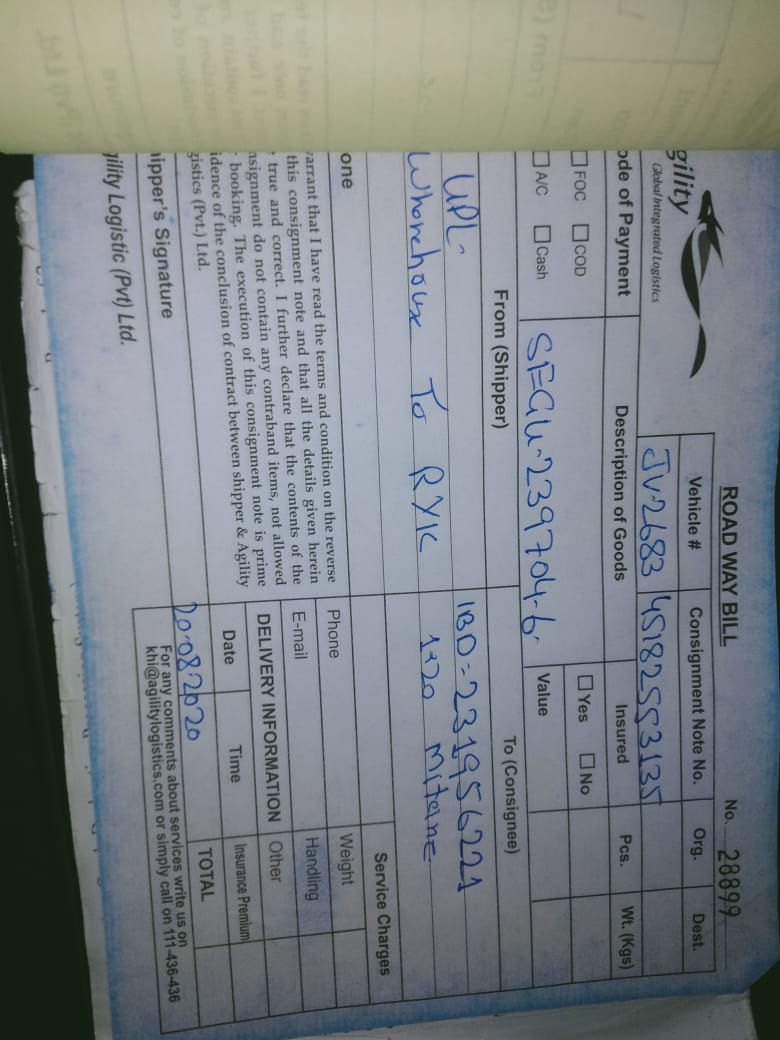 ROAD WAY BILL
No. 28899
gility
Global Integrated Logistics
Vehicle #
Consignment Note No.
Org.
Dest.
JV-2683
45182553135
ode of Payment
Description of Goods
Insured
Pcs.
Wt. (Kgs)
FOC
COD
Yes
No
A/C
Cash
SEGU-239704-6-
Value
From (Shipper)
To (Consignee)
UPL-
IBD=231956221
Whorehouse To RYK
1x20
one
Service Charges
Phone
Weight
E-mail
Handling
arrant that I have read the terms and condition on the reverse
this consignment note and that all the details given herein
true and correct. I further declare that the contents of the
nsignment do not contain any contraband items, not allowed
booking. The execution of this consignment note is prime
idence of the conclusion of contract between shipper & Agility
gistics (Pvt.) Ltd.
DELIVERY INFORMATION
Other
Date
Time
Insurance Premium
20-08-2020
TOTAL
hipper's Signature
For any comments about services write us on
khi@agilitylogistics.com or simply call on 111-436-436
gility Logistic (Pvt) Ltd.